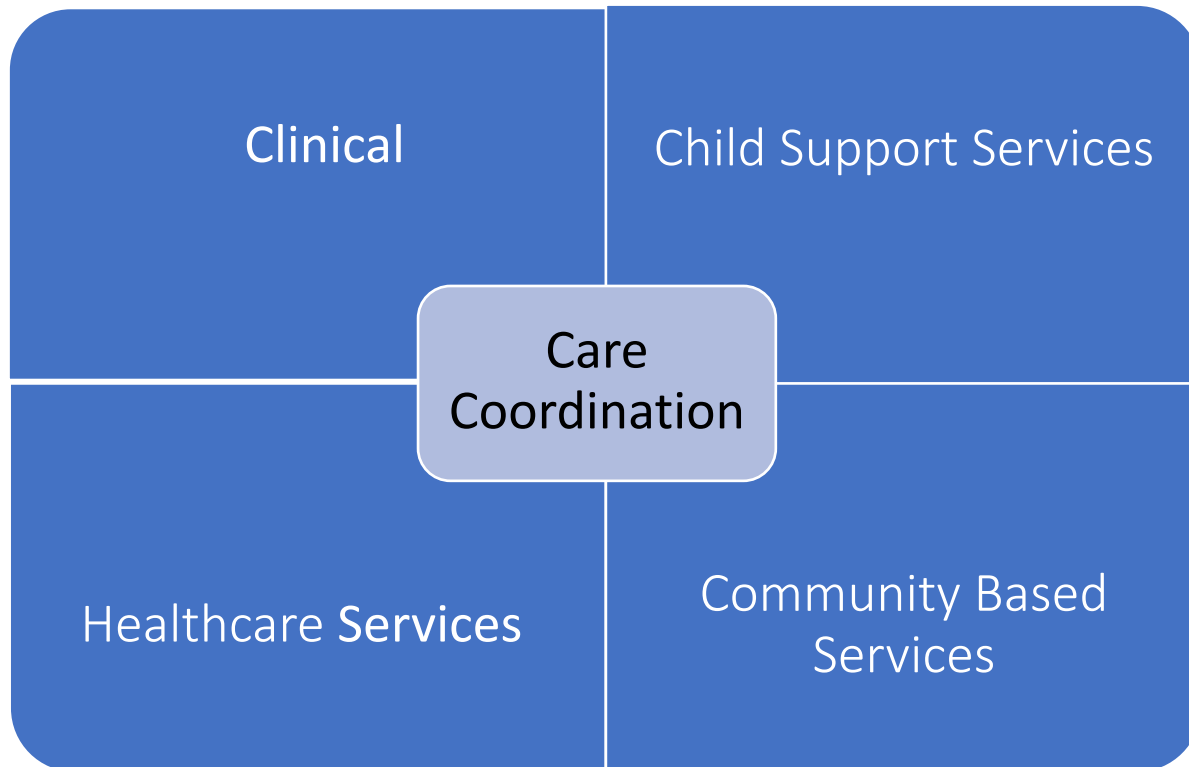 Clinical
Child Support Services
Care
Coordination
Healthcare Services
Community Based
Services